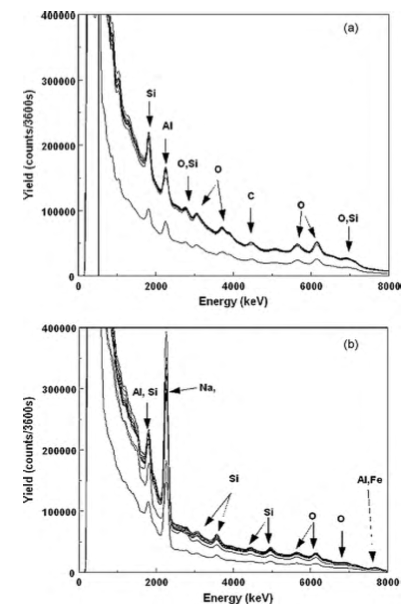 (a)
400000
300000
200000
100000
0
Yield (counts/3600s)
Si
Al
O,Si
O
C
O
O,Si
0 2000 4000 6000 8000
Energy (keV)
(b)
400000
300000
200000
100000
0
Yield (counts/3600s)
Al, Si
Na,
Si
Si
O
O
Al,Fe
0 2000 4000 6000 8000
Energy (keV)